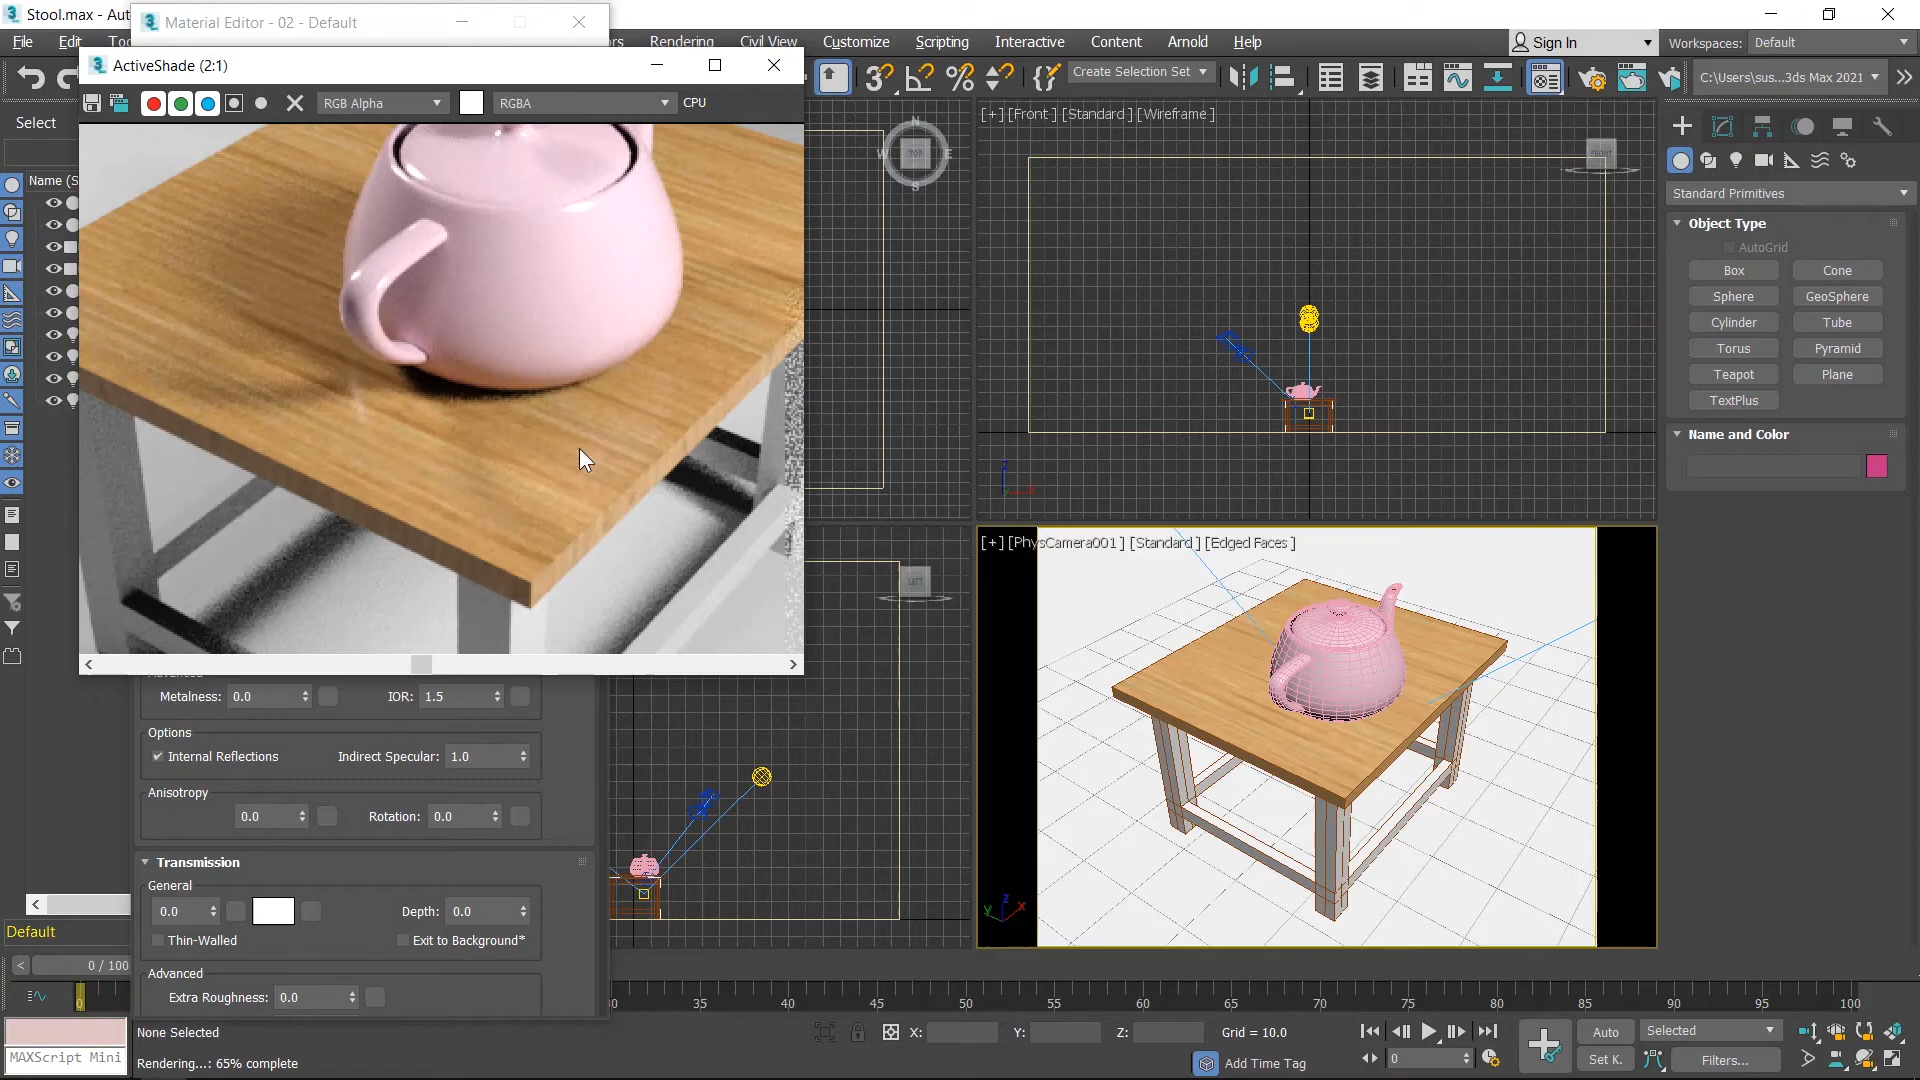 Stool.max - Aut
Material Editor - 02 - Default
File
Edit
Rendering
Civil View
Customize
Scripting
Interactive
Content
Arnold
Help
Sign In
Workspaces: Default
ActiveShade (2:1)
Create Selection Set
C:\Users\sus...3ds Max 2021
RGB Alpha
RGBA
CPU
Select
Name (S
N
W
TOP
E
S
[+] [Front ] [Standard ] [Wireframe ]
FRONT
Standard Primitives
Object Type
AutoGrid
Box
Cone
Sphere
GeoSphere
Cylinder
Tube
Torus
Pyramid
Teapot
Plane
TextPlus
Name and Color
z
x
[+] [PhysCamera001 ] [Standard ] [Edged Faces ]
LEFT
Metalness: 0.0
IOR: 1.5
Options
Internal Reflections
Indirect Specular: 1.0
Anisotropy
0.0
Rotation: 0.0
Transmission
General
0.0
Depth: 0.0
Thin-Walled
Exit to Background*
Advanced
Extra Roughness: 0.0
z
y
x
Default
0 / 100
0
30 35 40 45 50 55 60 65 70 75 80 85 90 95 100
None Selected
X:
Y:
Z:
Grid = 10.0
Auto
Selected
MAXScript Mini
Rendering...: 65% complete
Add Time Tag
0
Set K.
Filters...